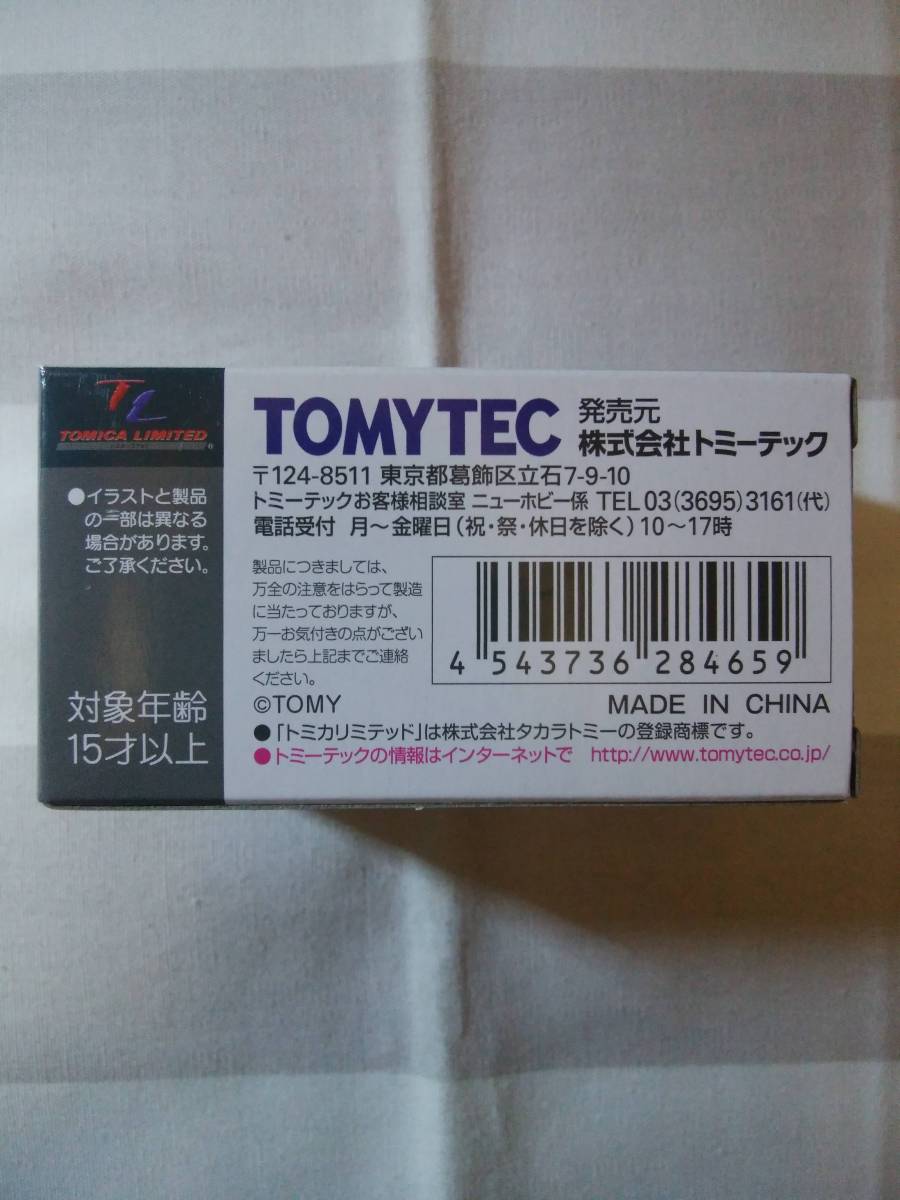 TL
TOMICA LIMITED
®
●イラストと製品
の一部は異なる
場合があります。
ご了承ください。
対象年齢
15才以上
TOMYTEC
発売元
株式会社トミーテック
〒124-8511 東京都葛飾区立石7-9-10
トミーテックお客様相談室 ニューホビー係 TEL 03(3695)3161(代)
電話受付 月〜金曜日(祝・祭・休日を除く)10〜17時
製品につきましては、
万全の注意をはらって製造
に当たっておりますが、
万一お気付きの点がござい
ましたら上記までご連絡
ください。
4 543736 284659
©TOMY
MADE IN CHINA
●「トミカリミテッド」は株式会社タカラトミーの登録商標です。
●トミーテックの情報はインターネットで http://www.tomytec.co.jp/